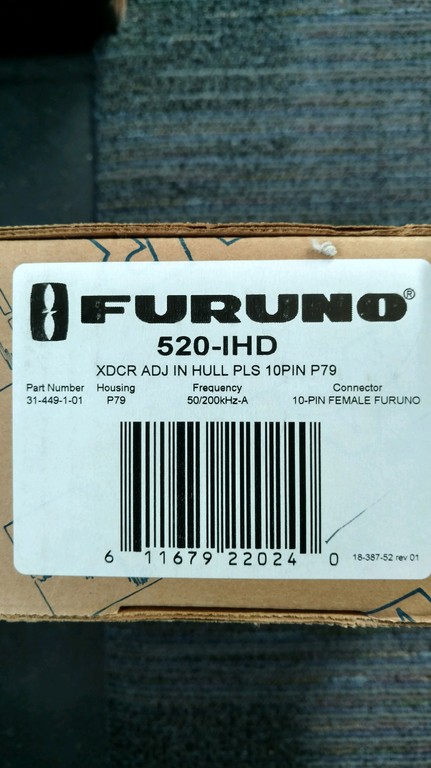 FURUNO®
520-IHD
XDCR ADJ IN HULL PLS 10PIN P79
Part Number Housing Frequency Connector
31-449-1-01 P79 50/200kHz-A 10-PIN FEMALE FURUNO
6 11679 22024 0
18-387-52 rev 01